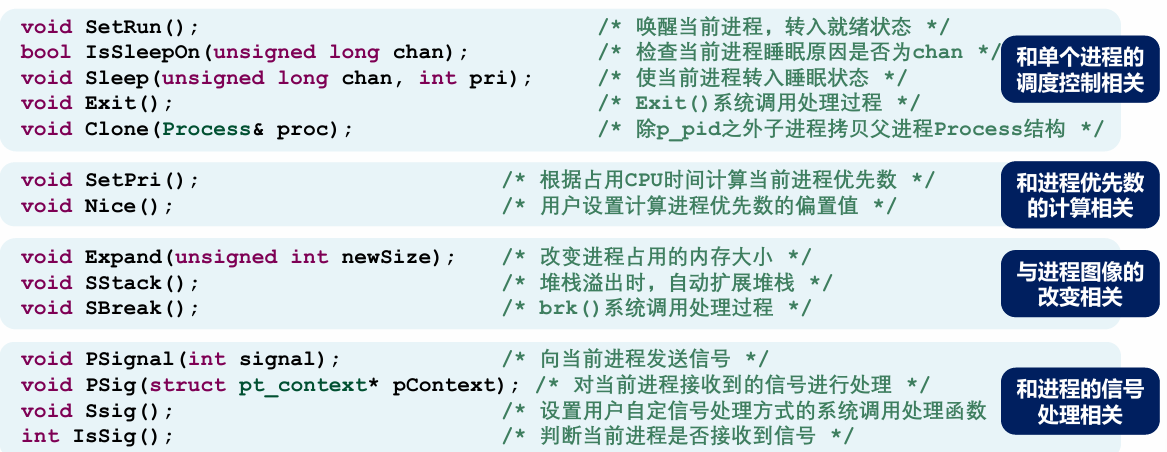 void SetRun(); /* 唤醒当前进程，转入就绪状态 */
bool IsSleepOn(unsigned long chan); /* 检查当前进程睡眠原因是否为chan */
void Sleep(unsigned long chan, int pri); /* 使当前进程转入睡眠状态 */
void Exit(); /* Exit()系统调用处理过程 */
void Clone(Process& proc); /* 除p_pid之外子进程拷贝父进程Process结构 */
和单个进程的
调度控制相关
void SetPri(); /* 根据占用CPU时间计算当前进程优先数 */
void Nice(); /* 用户设置计算进程优先数的偏置值 */
和进程优先数
的计算相关
void Expand(unsigned int newSize); /* 改变进程占用的内存大小 */
void SStack(); /* 堆栈溢出时，自动扩展堆栈 */
void SBreak(); /* brk()系统调用处理过程 */
与进程图像的
改变相关
void PSignal(int signal); /* 向当前进程发送信号 */
void PSig(struct pt_context* pContext); /* 对当前进程接收到的信号进行处理 */
void Ssig(); /* 设置用户自定信号处理方式的系统调用处理函数
int IsSig(); /* 判断当前进程是否接收到信号 */
和进程的信号
处理相关